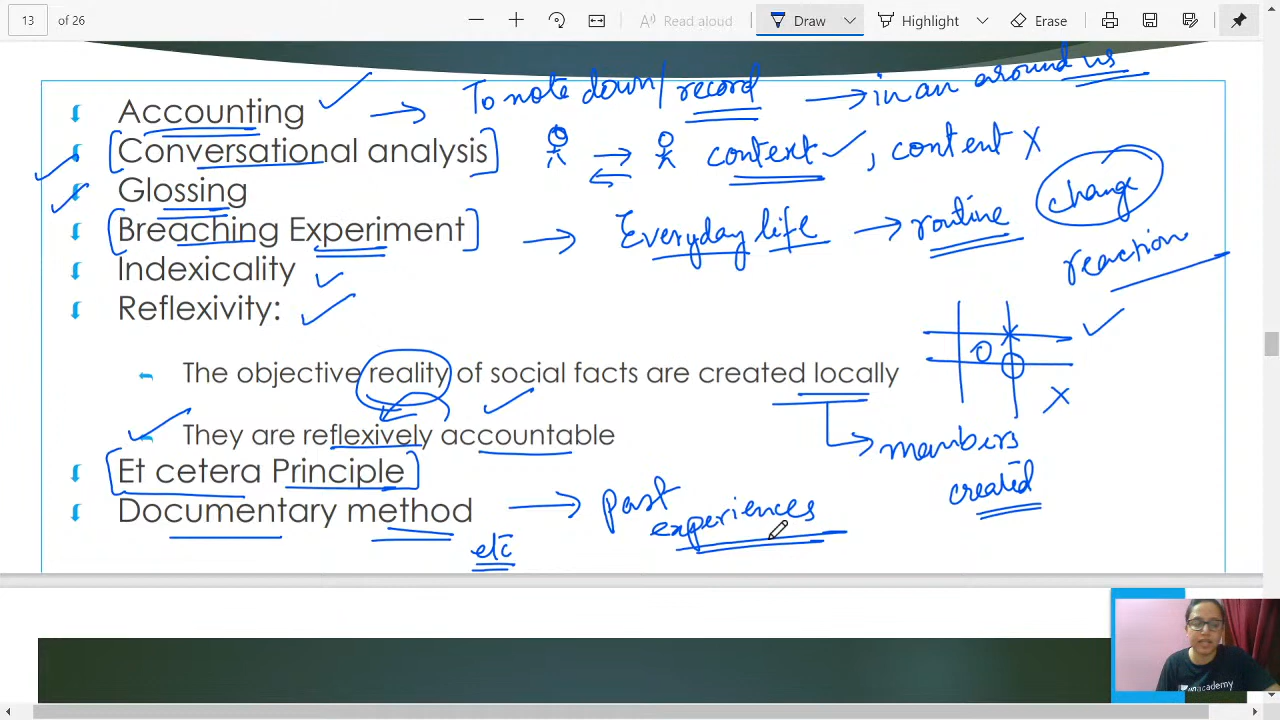 13 of 26
Read aloud
Draw
Highlight
Erase
Accounting → To note down/record → in an around us
Conversational analysis → context, content X
Glossing
change
Breaching Experiment → Everyday life → routine
reaction
Indexicality
Reflexivity:
O
X
The objective reality of social facts are created locally
They are reflexively accountable
members
created
Et cetera Principle
Documentary method → Past experiences
etc
academy